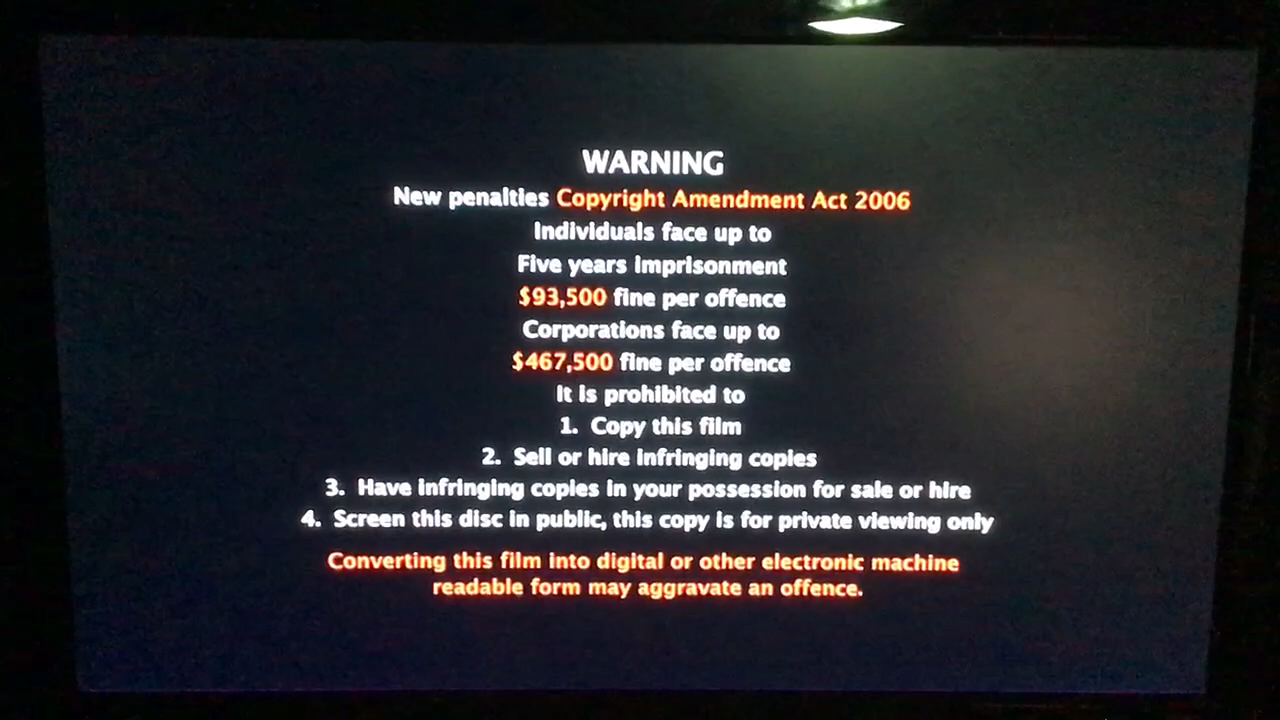 WARNING
New penalties Copyright Amendment Act 2006
Individuals face up to
Five years imprisonment
$93,500 fine per offence
Corporations face up to
$467,500 fine per offence
It is prohibited to
1. Copy this film
2. Sell or hire infringing copies
3. Have infringing copies in your possession for sale or hire
4. Screen this disc in public, this copy is for private viewing only
Converting this film into digital or other electronic machine
readable form may aggravate an offence.